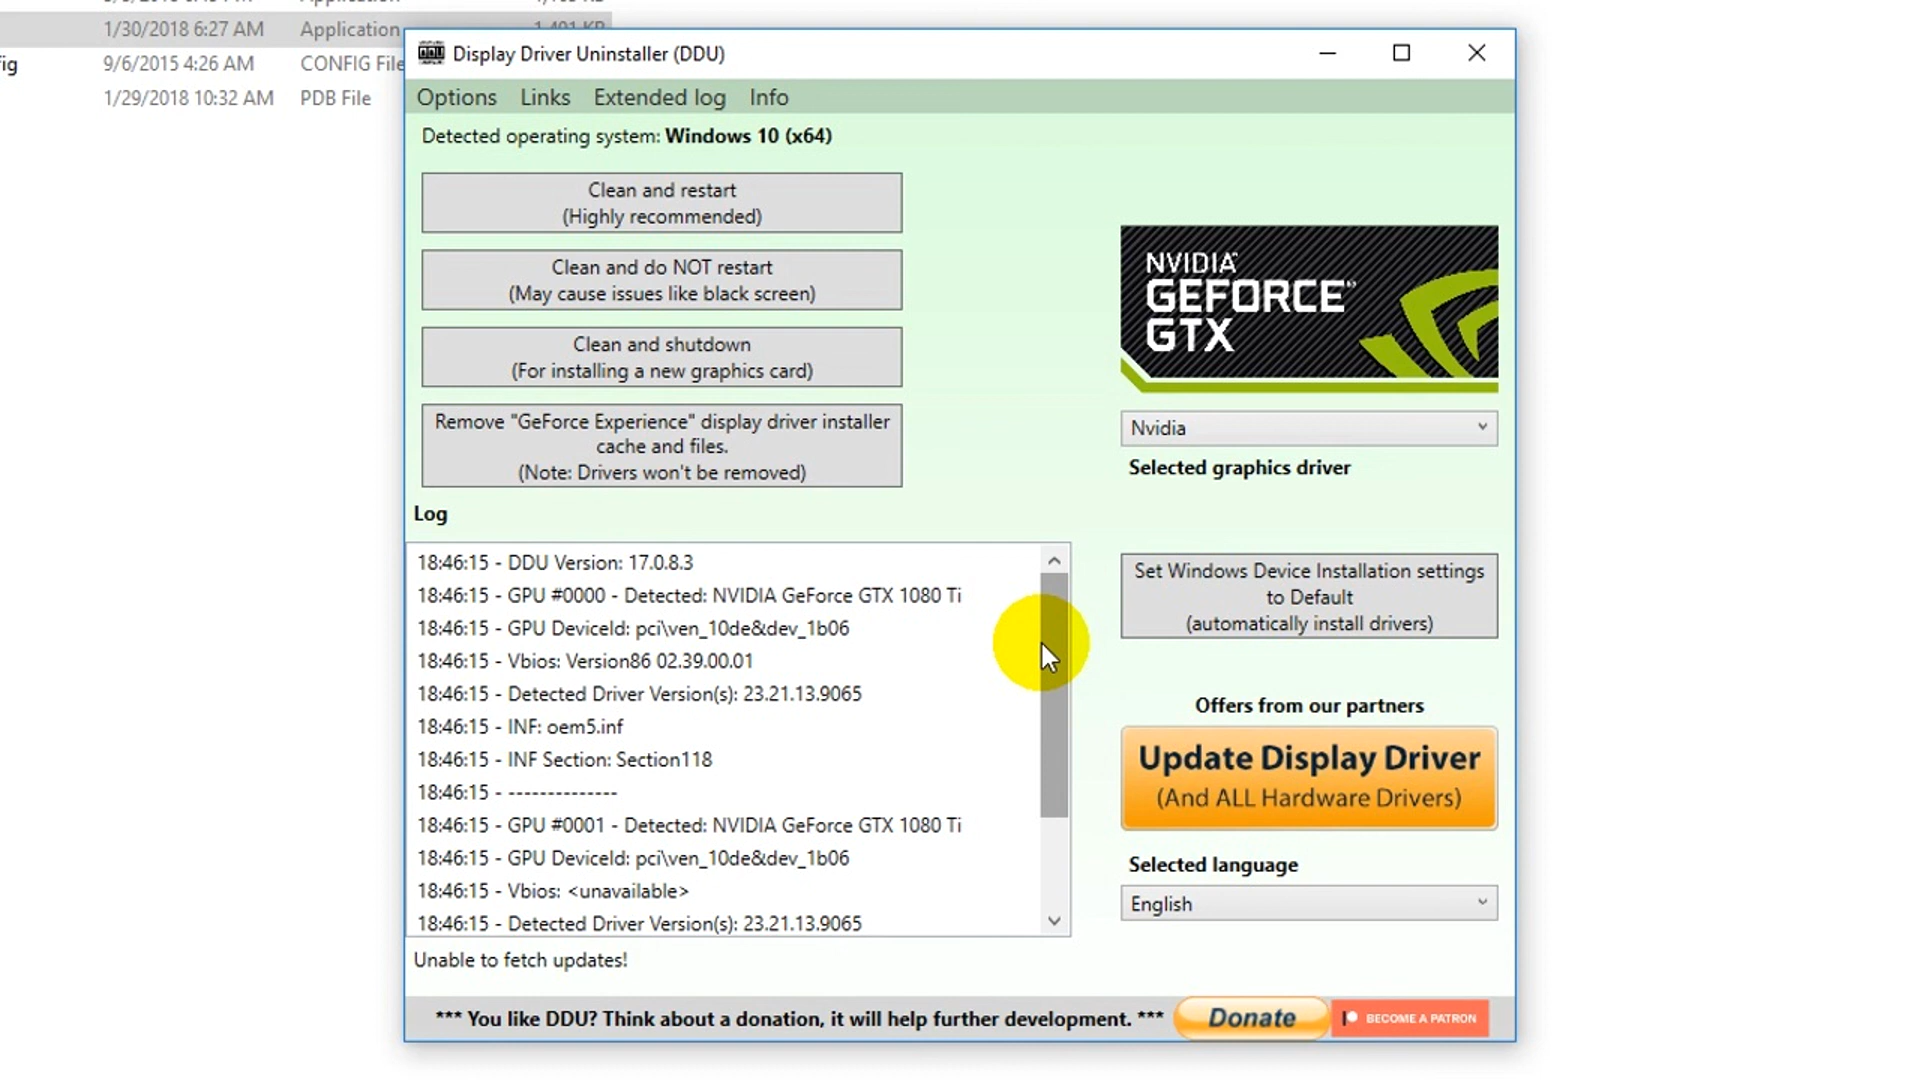 1/30/2018 6:27 AM Application
ig 9/6/2015 4:26 AM CONFIG File
1/29/2018 10:32 AM PDB File
Display Driver Uninstaller (DDU)
Options Links Extended log Info
Detected operating system: Windows 10 (x64)
Clean and restart
(Highly recommended)
Clean and do NOT restart
(May cause issues like black screen)
Clean and shutdown
(For installing a new graphics card)
Remove "GeForce Experience" display driver installer
cache and files.
(Note: Drivers won't be removed)
NVIDIA
GEFORCE
GTX
Nvidia
Selected graphics driver
Log
18:46:15 - DDU Version: 17.0.8.3
18:46:15 - GPU #0000 - Detected: NVIDIA GeForce GTX 1080 Ti
18:46:15 - GPU DeviceId: pci\ven_10de&dev_1b06
18:46:15 - Vbios: Version86 02.39.00.01
18:46:15 - Detected Driver Version(s): 23.21.13.9065
18:46:15 - INF: oem5.inf
18:46:15 - INF Section: Section118
18:46:15 - --------------
18:46:15 - GPU #0001 - Detected: NVIDIA GeForce GTX 1080 Ti
18:46:15 - GPU DeviceId: pci\ven_10de&dev_1b06
18:46:15 - Vbios: <unavailable>
18:46:15 - Detected Driver Version(s): 23.21.13.9065
Unable to fetch updates!
Set Windows Device Installation settings
to Default
(automatically install drivers)
Offers from our partners
Update Display Driver
(And ALL Hardware Drivers)
Selected language
English
*** You like DDU? Think about a donation, it will help further development. ***
Donate
BECOME A PATRON